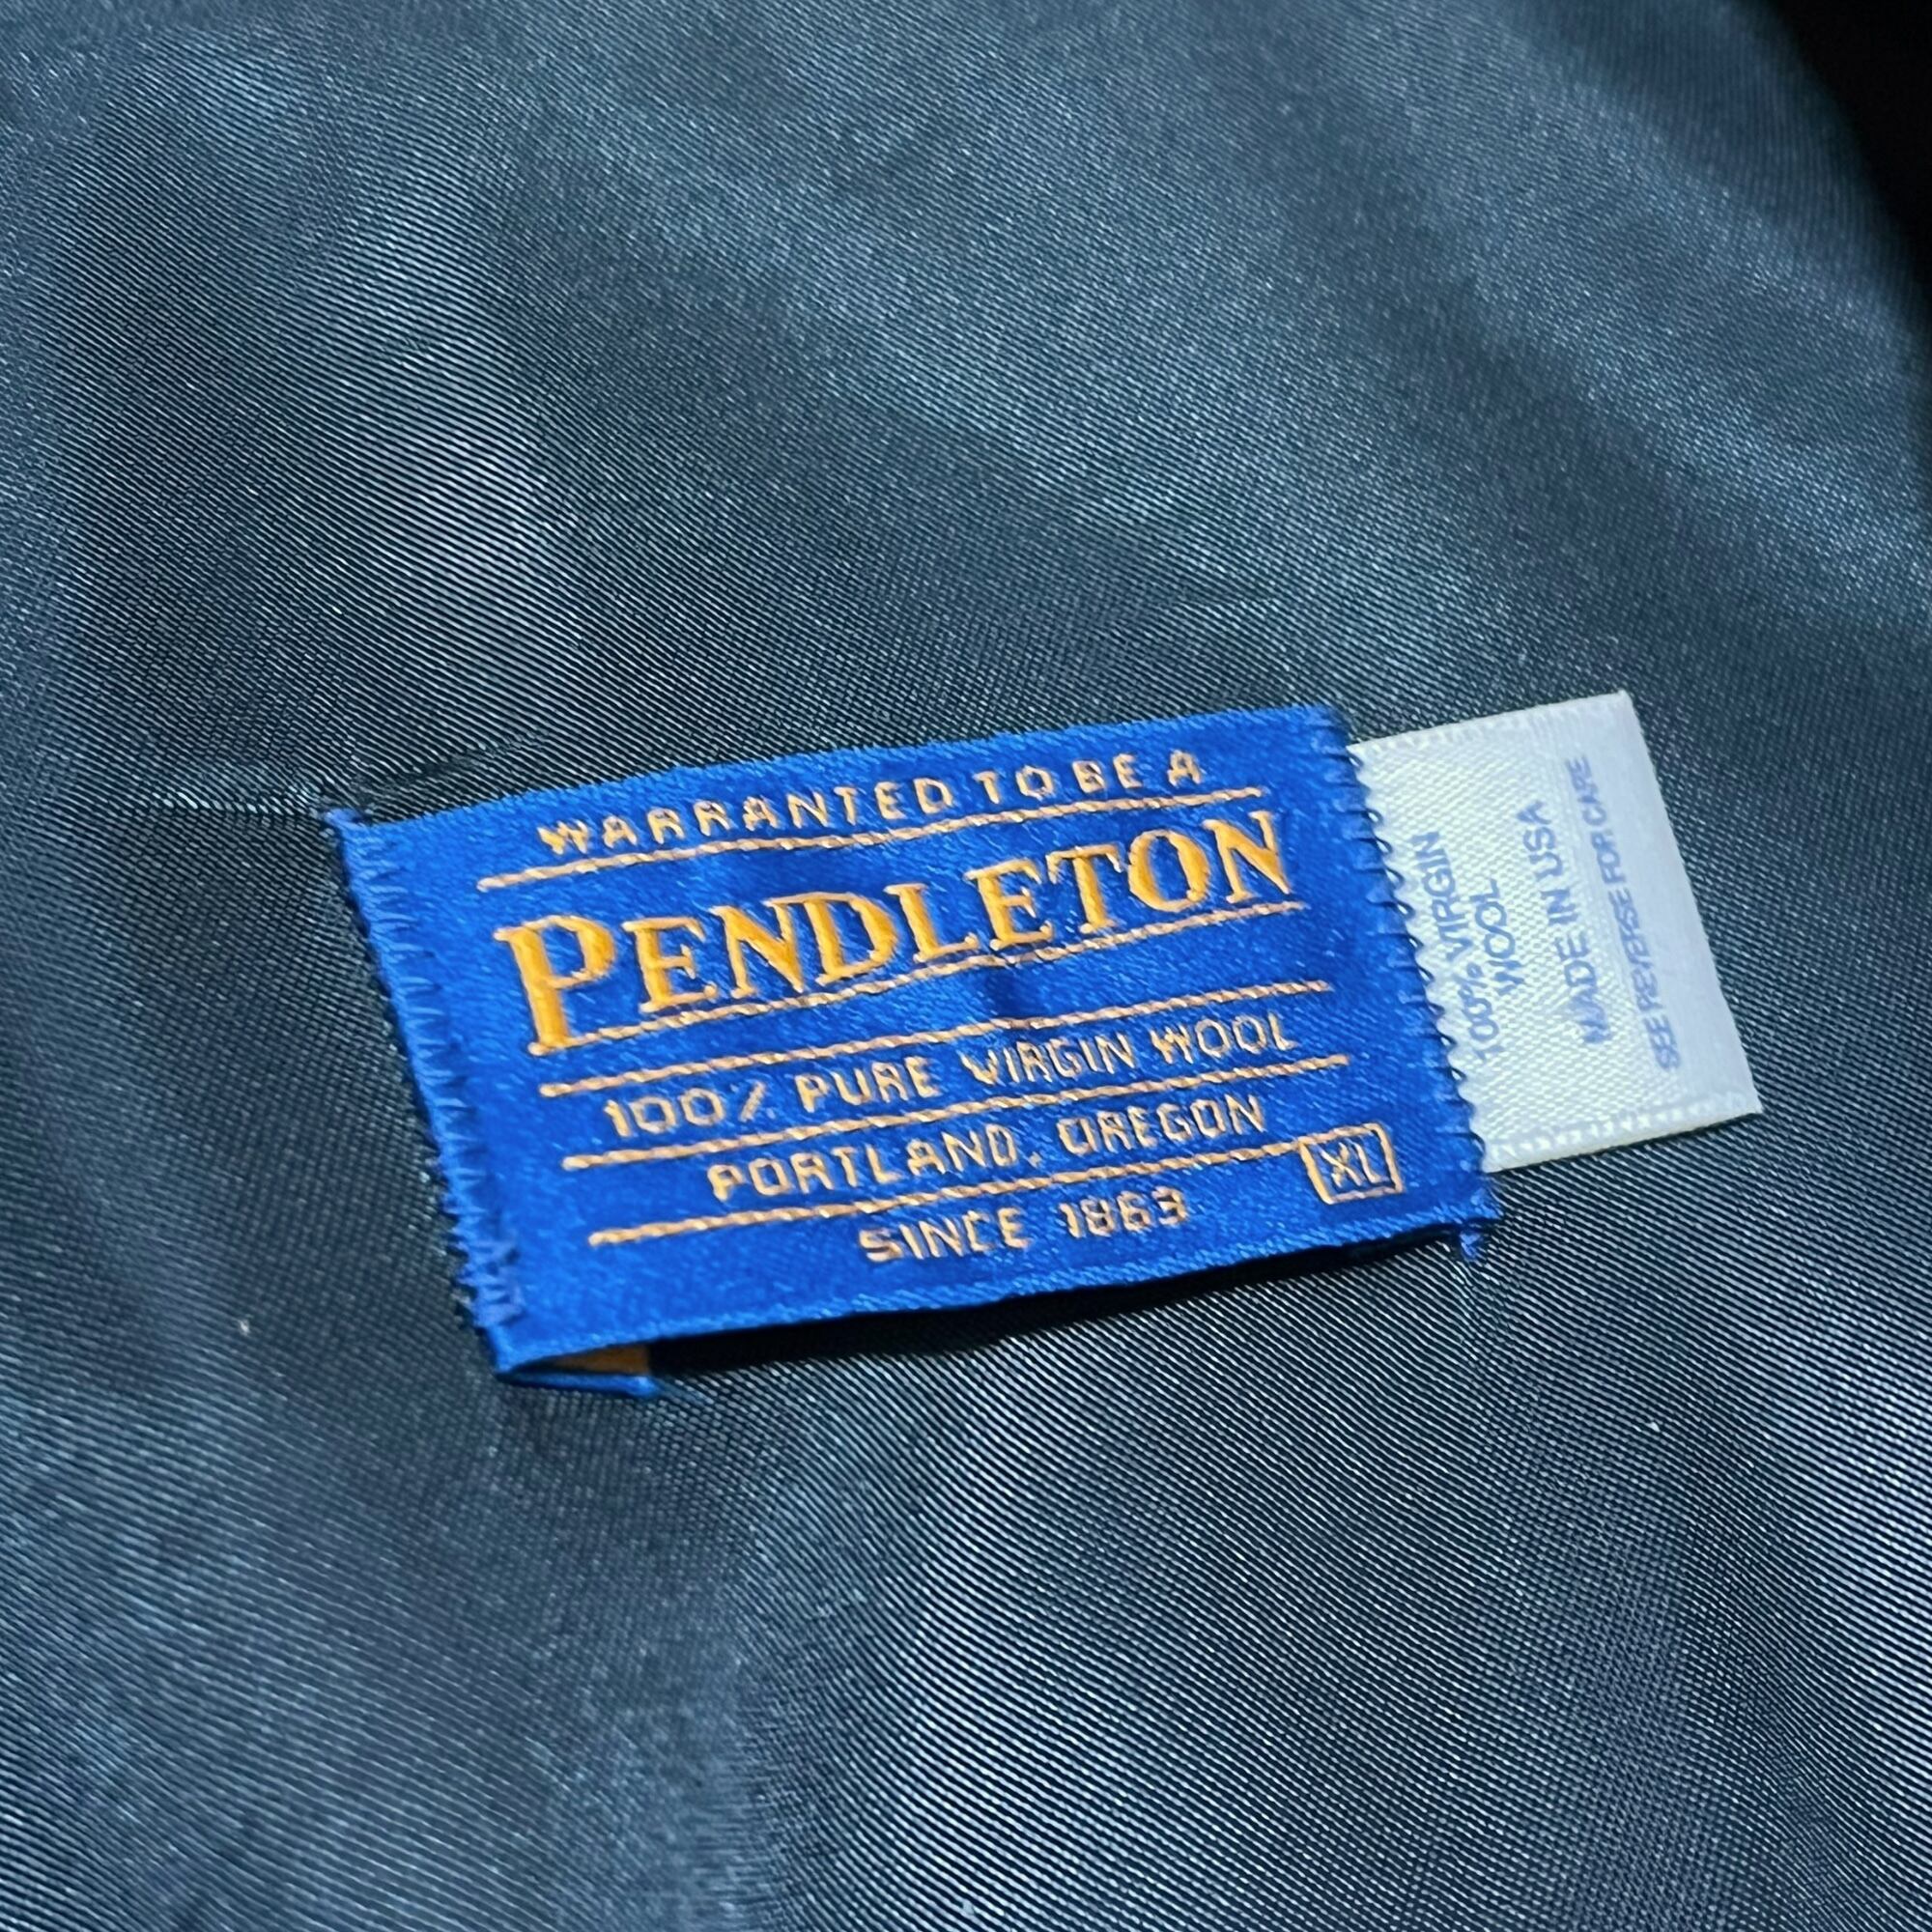 WARRANTED TO BE A
PENDLETON
100% PURE VIRGIN WOOL
PORTLAND, OREGON
SINCE 1863
XL
100% VIRGIN
WOOL
MADE IN USA
SEE REVERSE FOR CARE